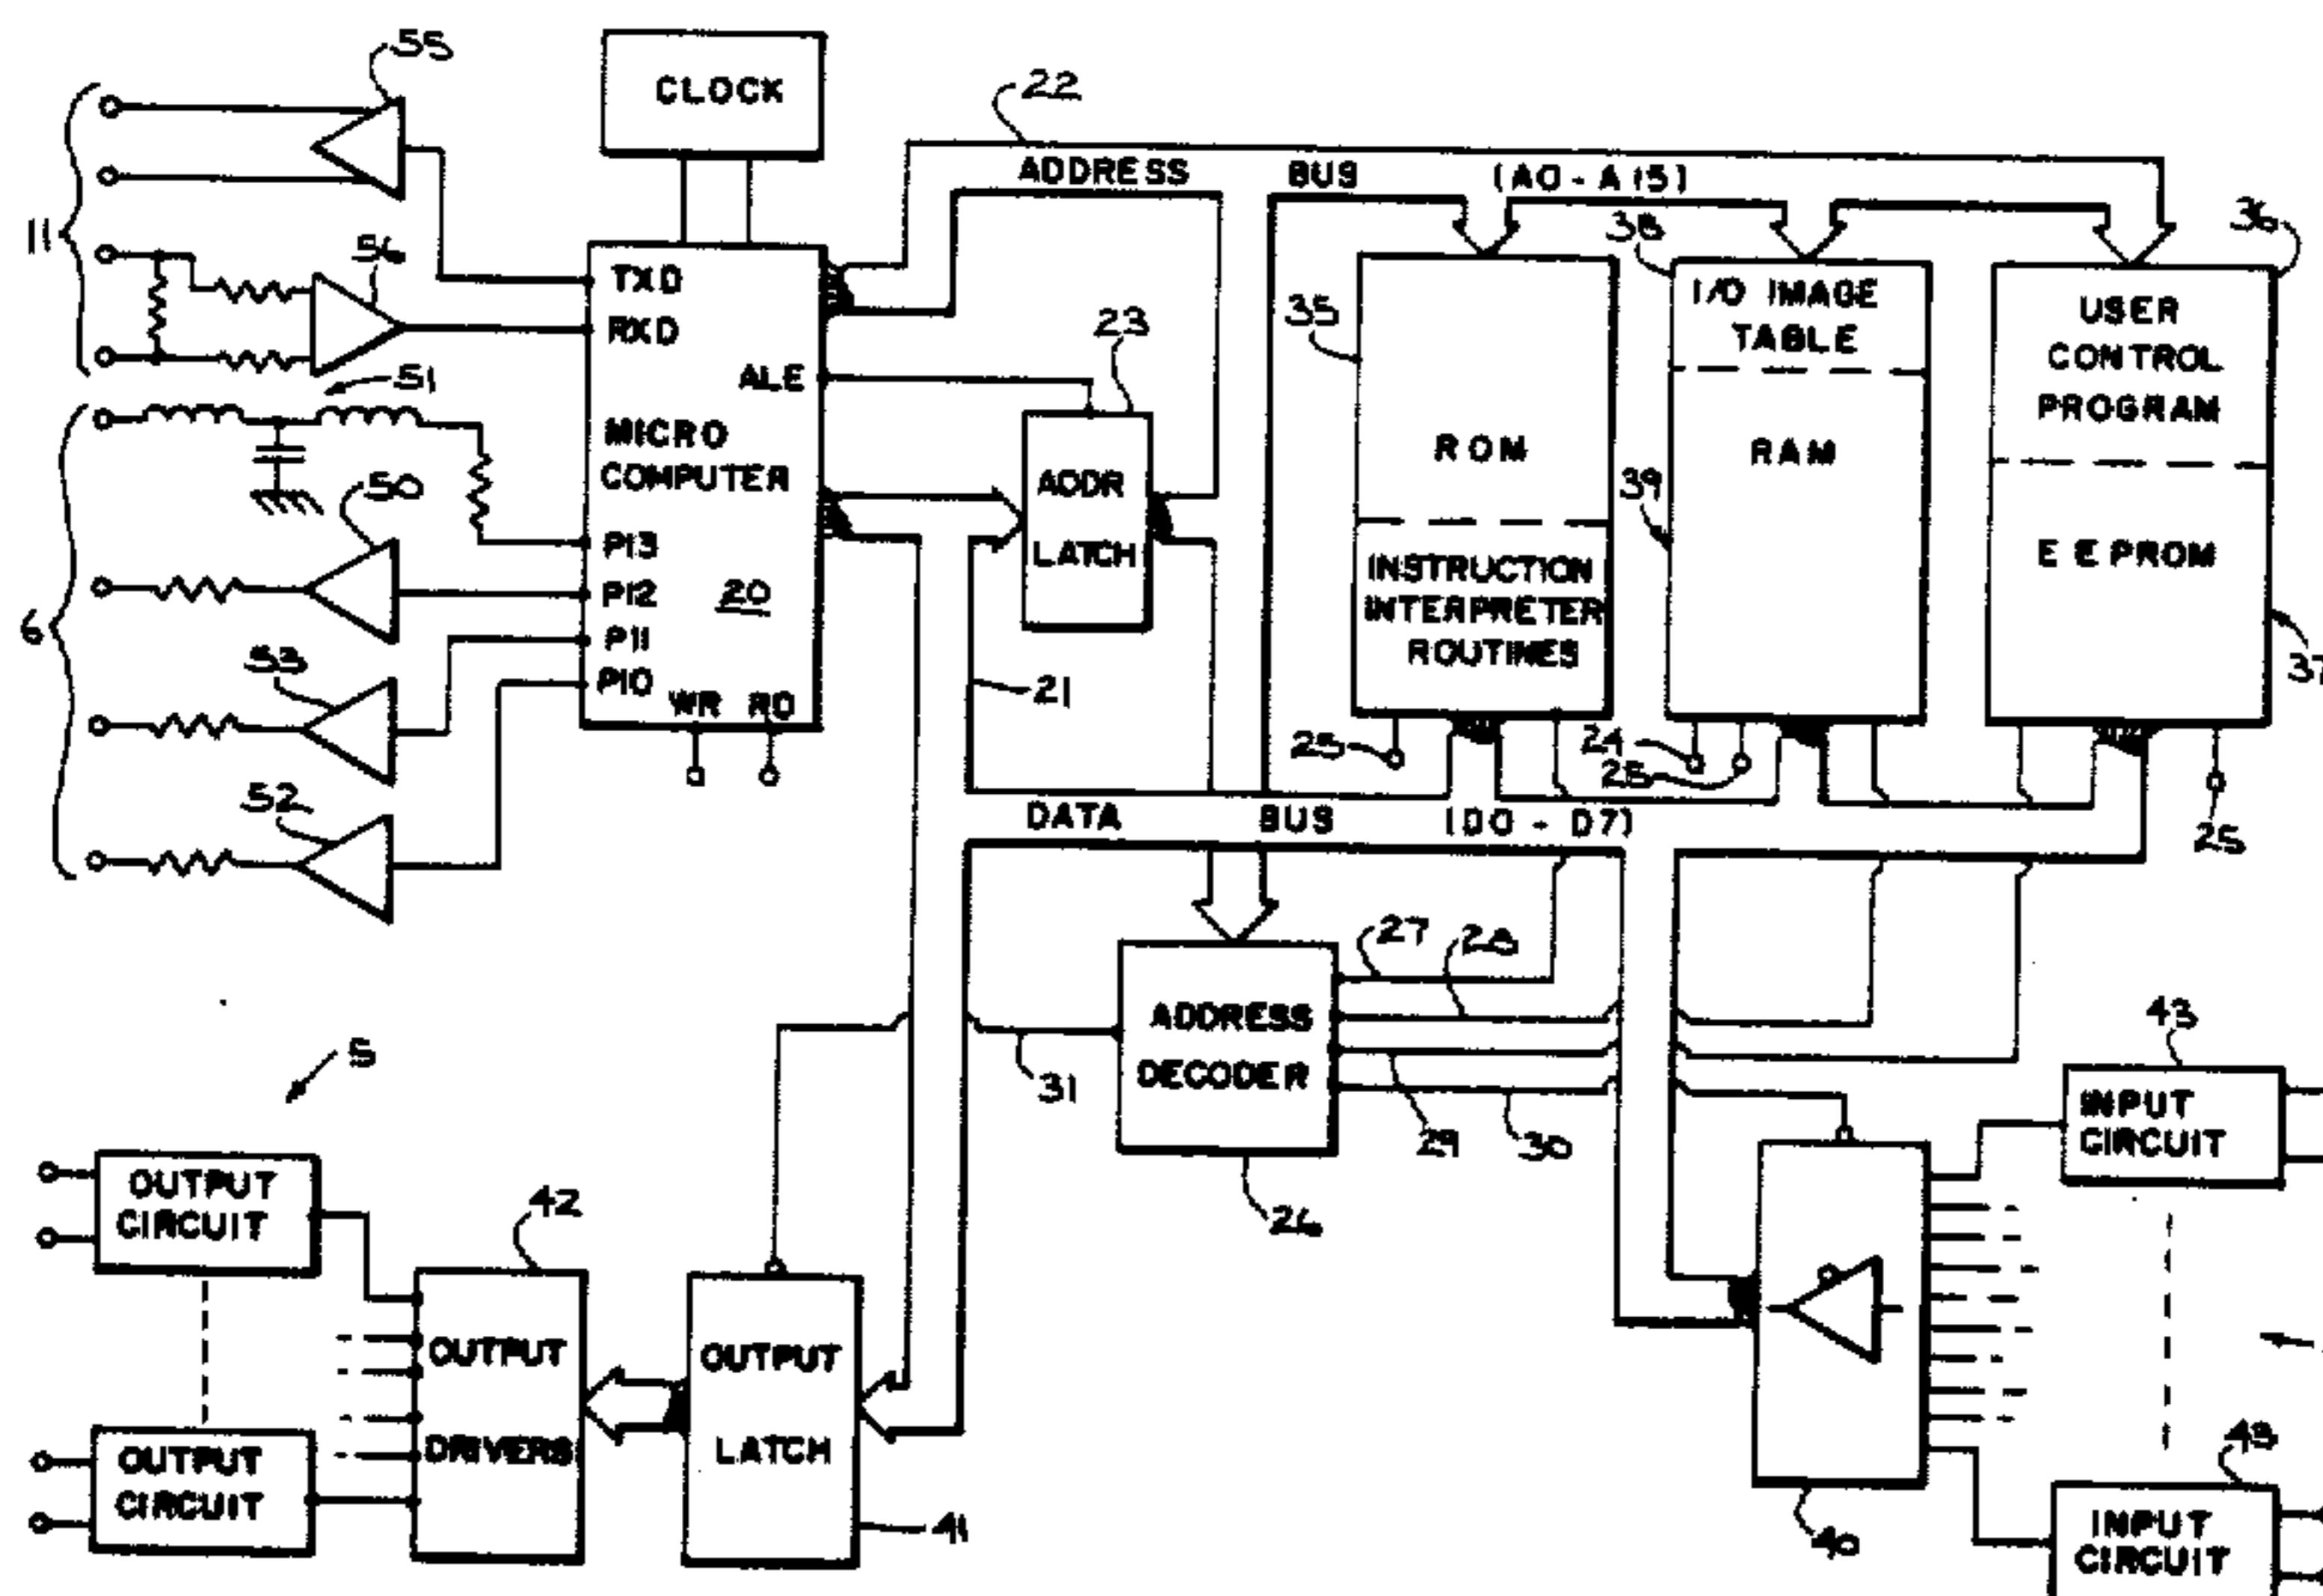 55
CLOCK
22
ADDRESS BUS (A0 - A15)
11
56
TXD
RXD
51
ALE
23
MICRO
COMPUTER
20
P13
P12
P11
P10
WR RD
ADDR
LATCH
21
50
6
53
52
35
ROM
INSTRUCTION
INTERPRETER
ROUTINES
38
I/O IMAGE
TABLE
RAM
39
36
USER
CONTROL
PROGRAM
EEPROM
37
25
24
25
25
DATA BUS (D0 - D7)
27
28
ADDRESS
DECODER
31
29
30
26
5
43
INPUT
CIRCUIT
OUTPUT
CIRCUIT
42
OUTPUT
DRIVERS
OUTPUT
LATCH
41
OUTPUT
CIRCUIT
40
43
INPUT
CIRCUIT